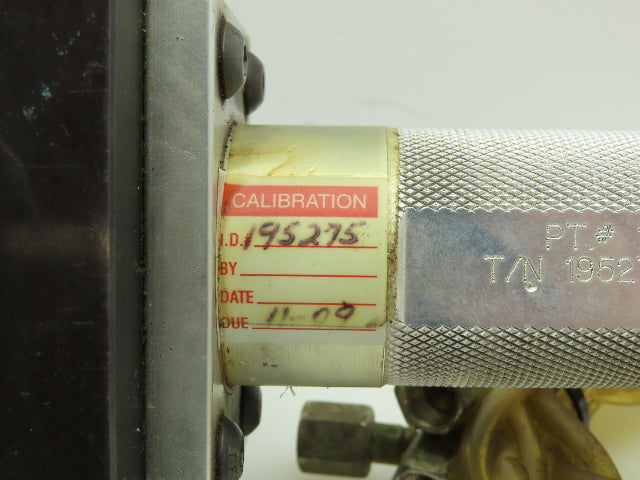 CALIBRATION
I.D. 195275
BY
DATE
DUE 11-09
PT.#
T/N 1952